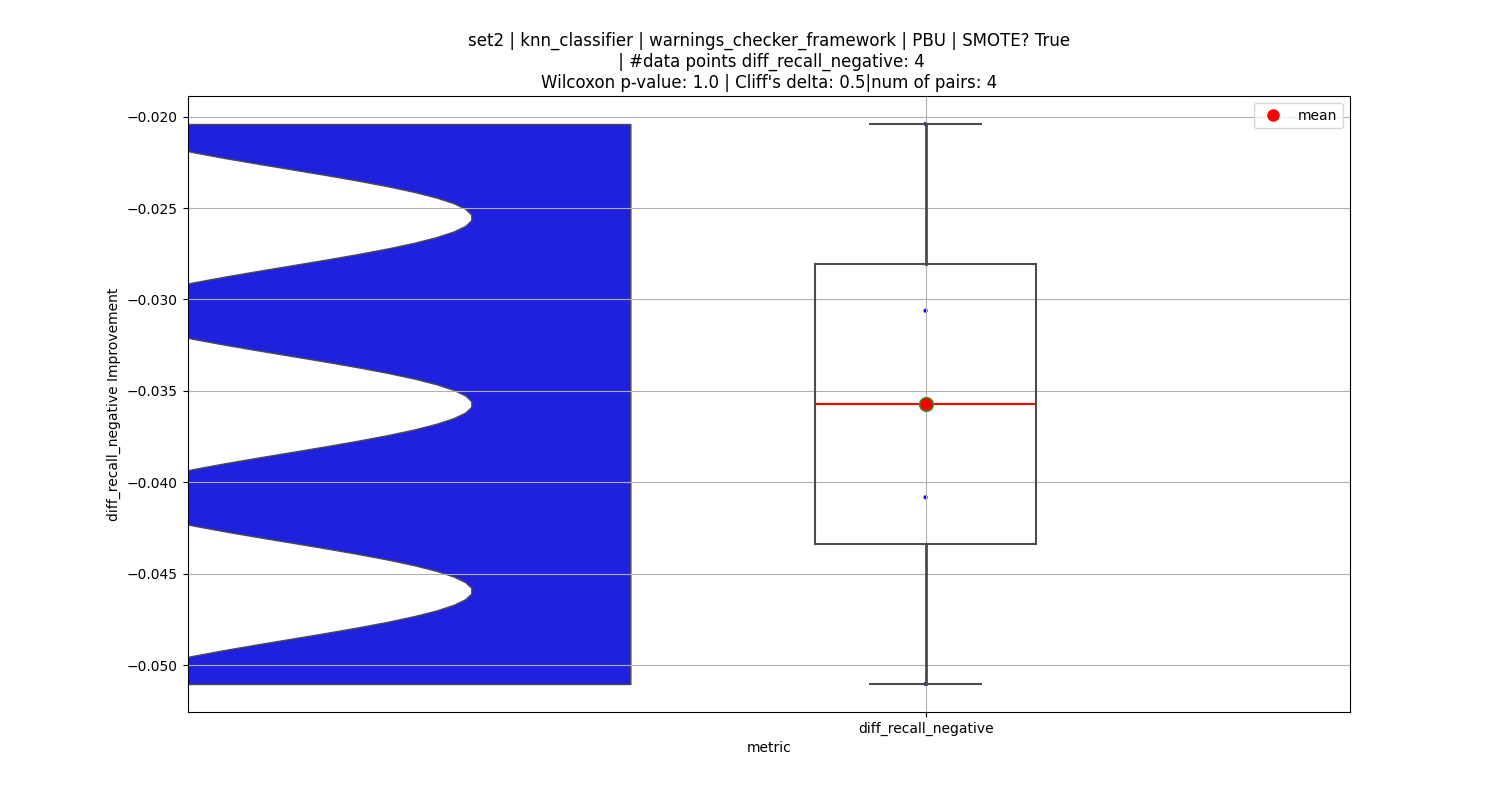 set2 | knn_classifier | warnings_checker_framework | PBU | SMOTE? True
| #data points diff_recall_negative: 4
Wilcoxon p-value: 1.0 | Cliff's delta: 0.5|num of pairs: 4
mean
−0.020
−0.025
−0.030
−0.035
−0.040
−0.045
−0.050
diff_recall_negative Improvement
diff_recall_negative
metric